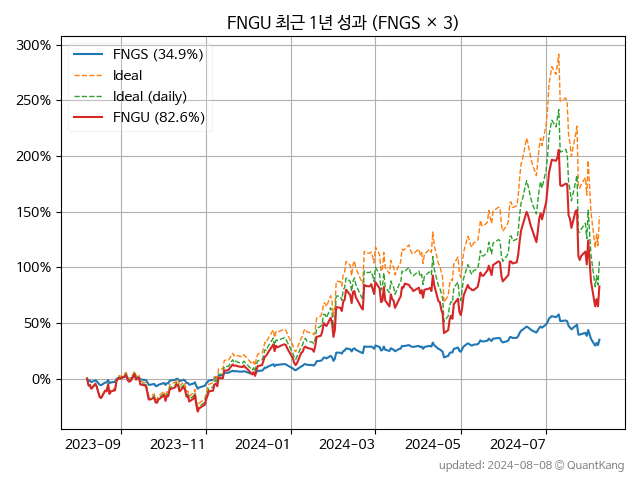 FNGU 최근 1년 성과 (FNGS × 3)
FNGS (34.9%)
Ideal
Ideal (daily)
FNGU (82.6%)
300%
250%
200%
150%
100%
50%
0%
2023-09
2023-11
2024-01
2024-03
2024-05
2024-07
updated: 2024-08-08 @ QuantKang